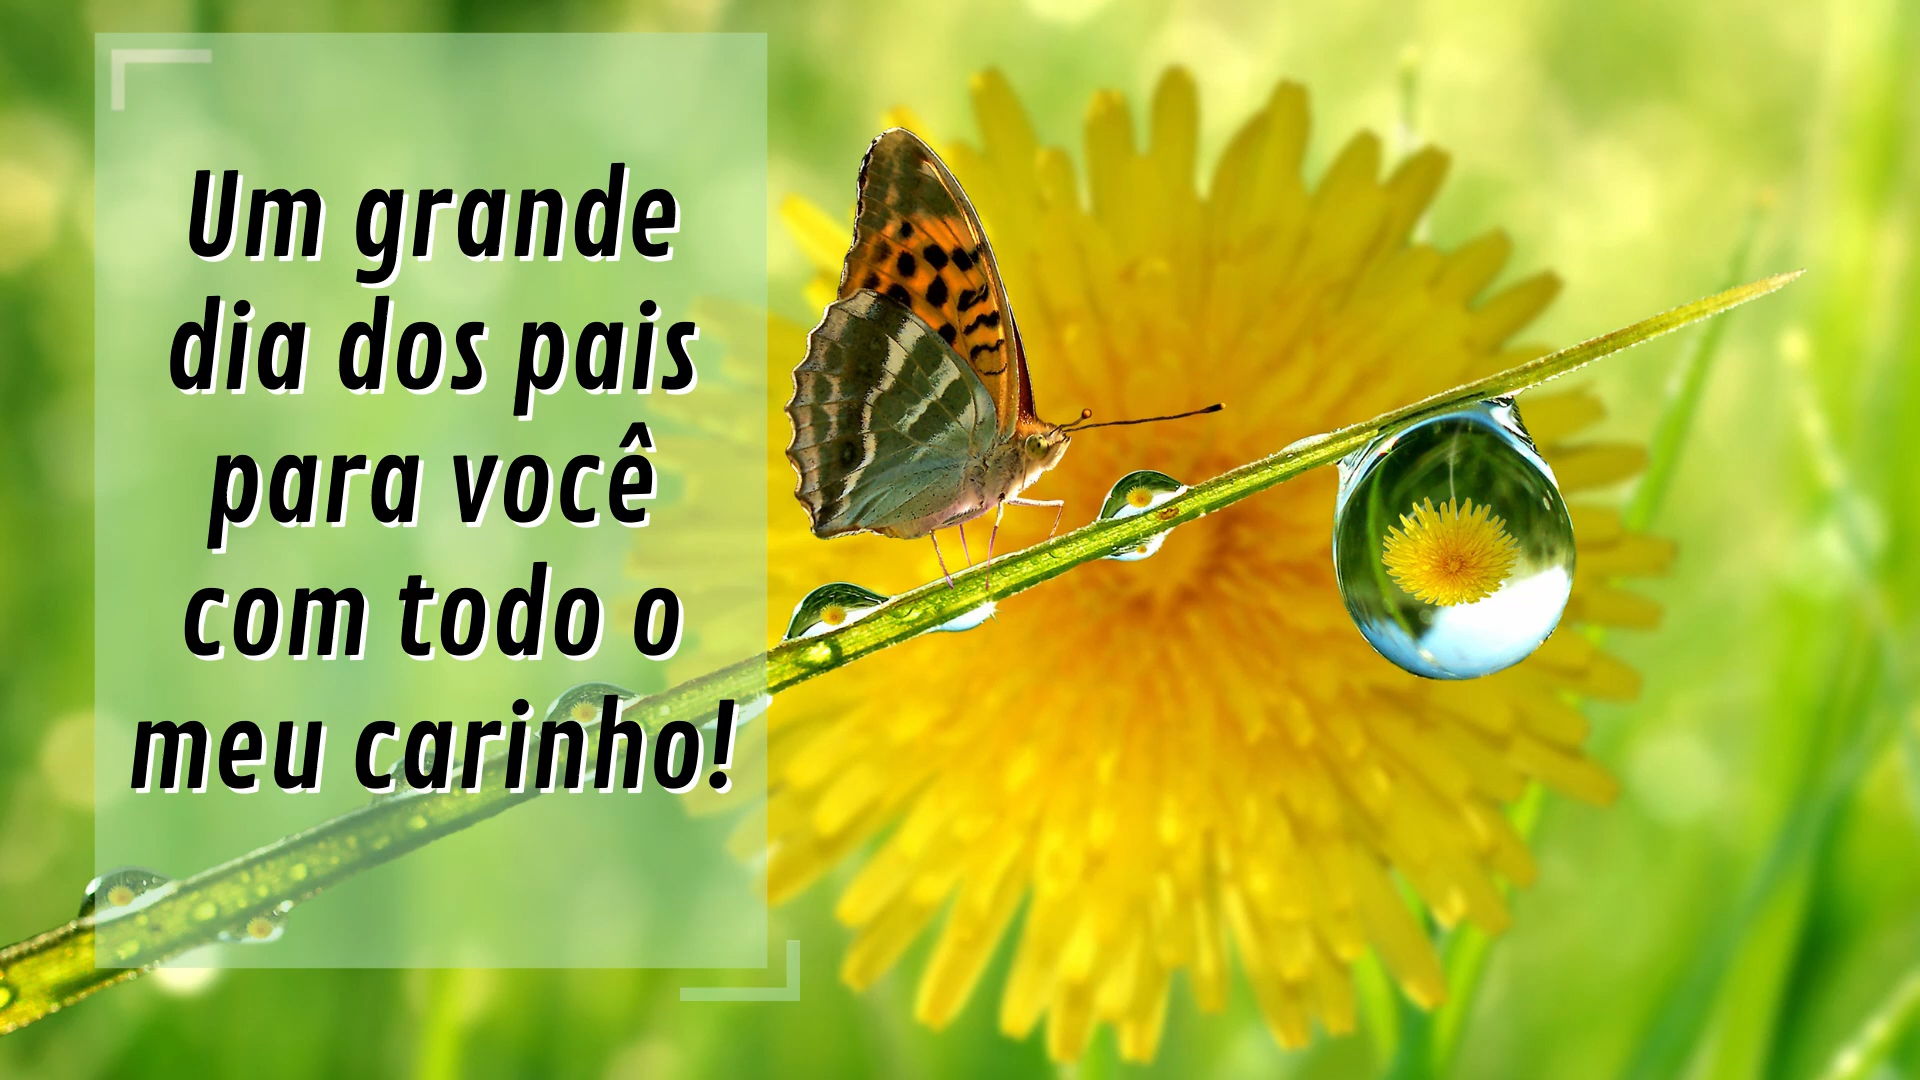 Um grande
dia dos pais
para você
com todo o
meu carinho!